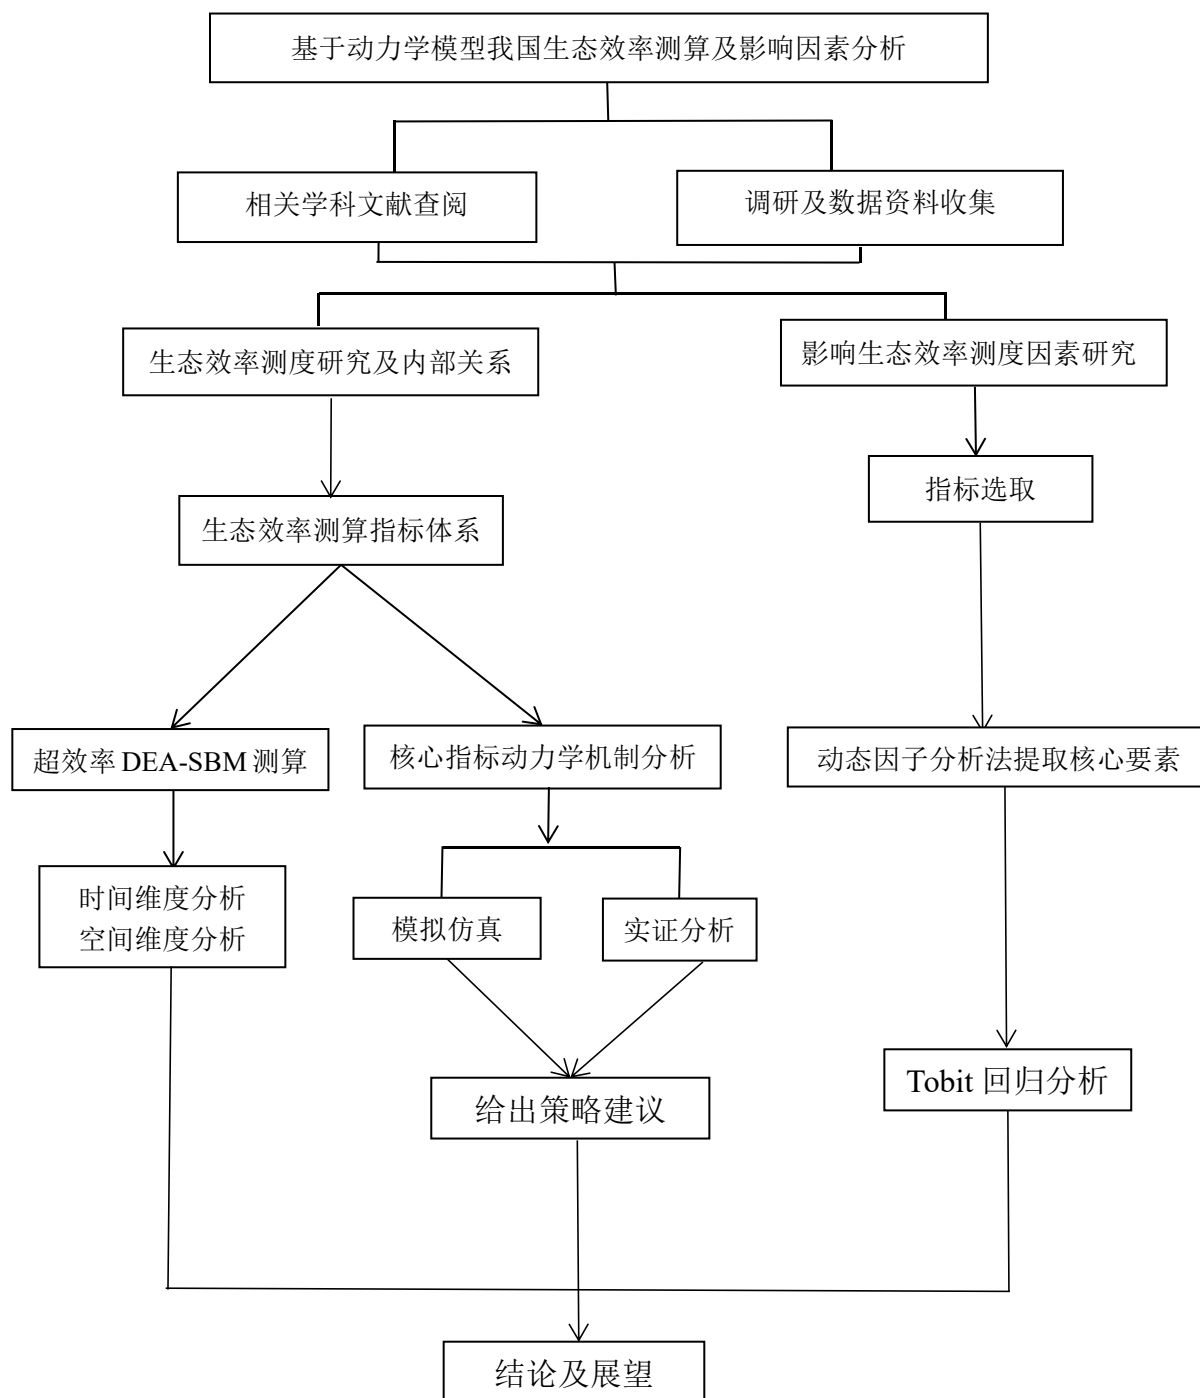 基于动力学模型我国生态效率测算及影响因素分析
相关学科文献查阅
调研及数据资料收集
生态效率测度研究及内部关系
影响生态效率测度因素研究
生态效率测算指标体系
指标选取
超效率 DEA-SBM 测算
核心指标动力学机制分析
动态因子分析法提取核心要素
时间维度分析
空间维度分析
模拟仿真
实证分析
给出策略建议
Tobit 回归分析
结论及展望